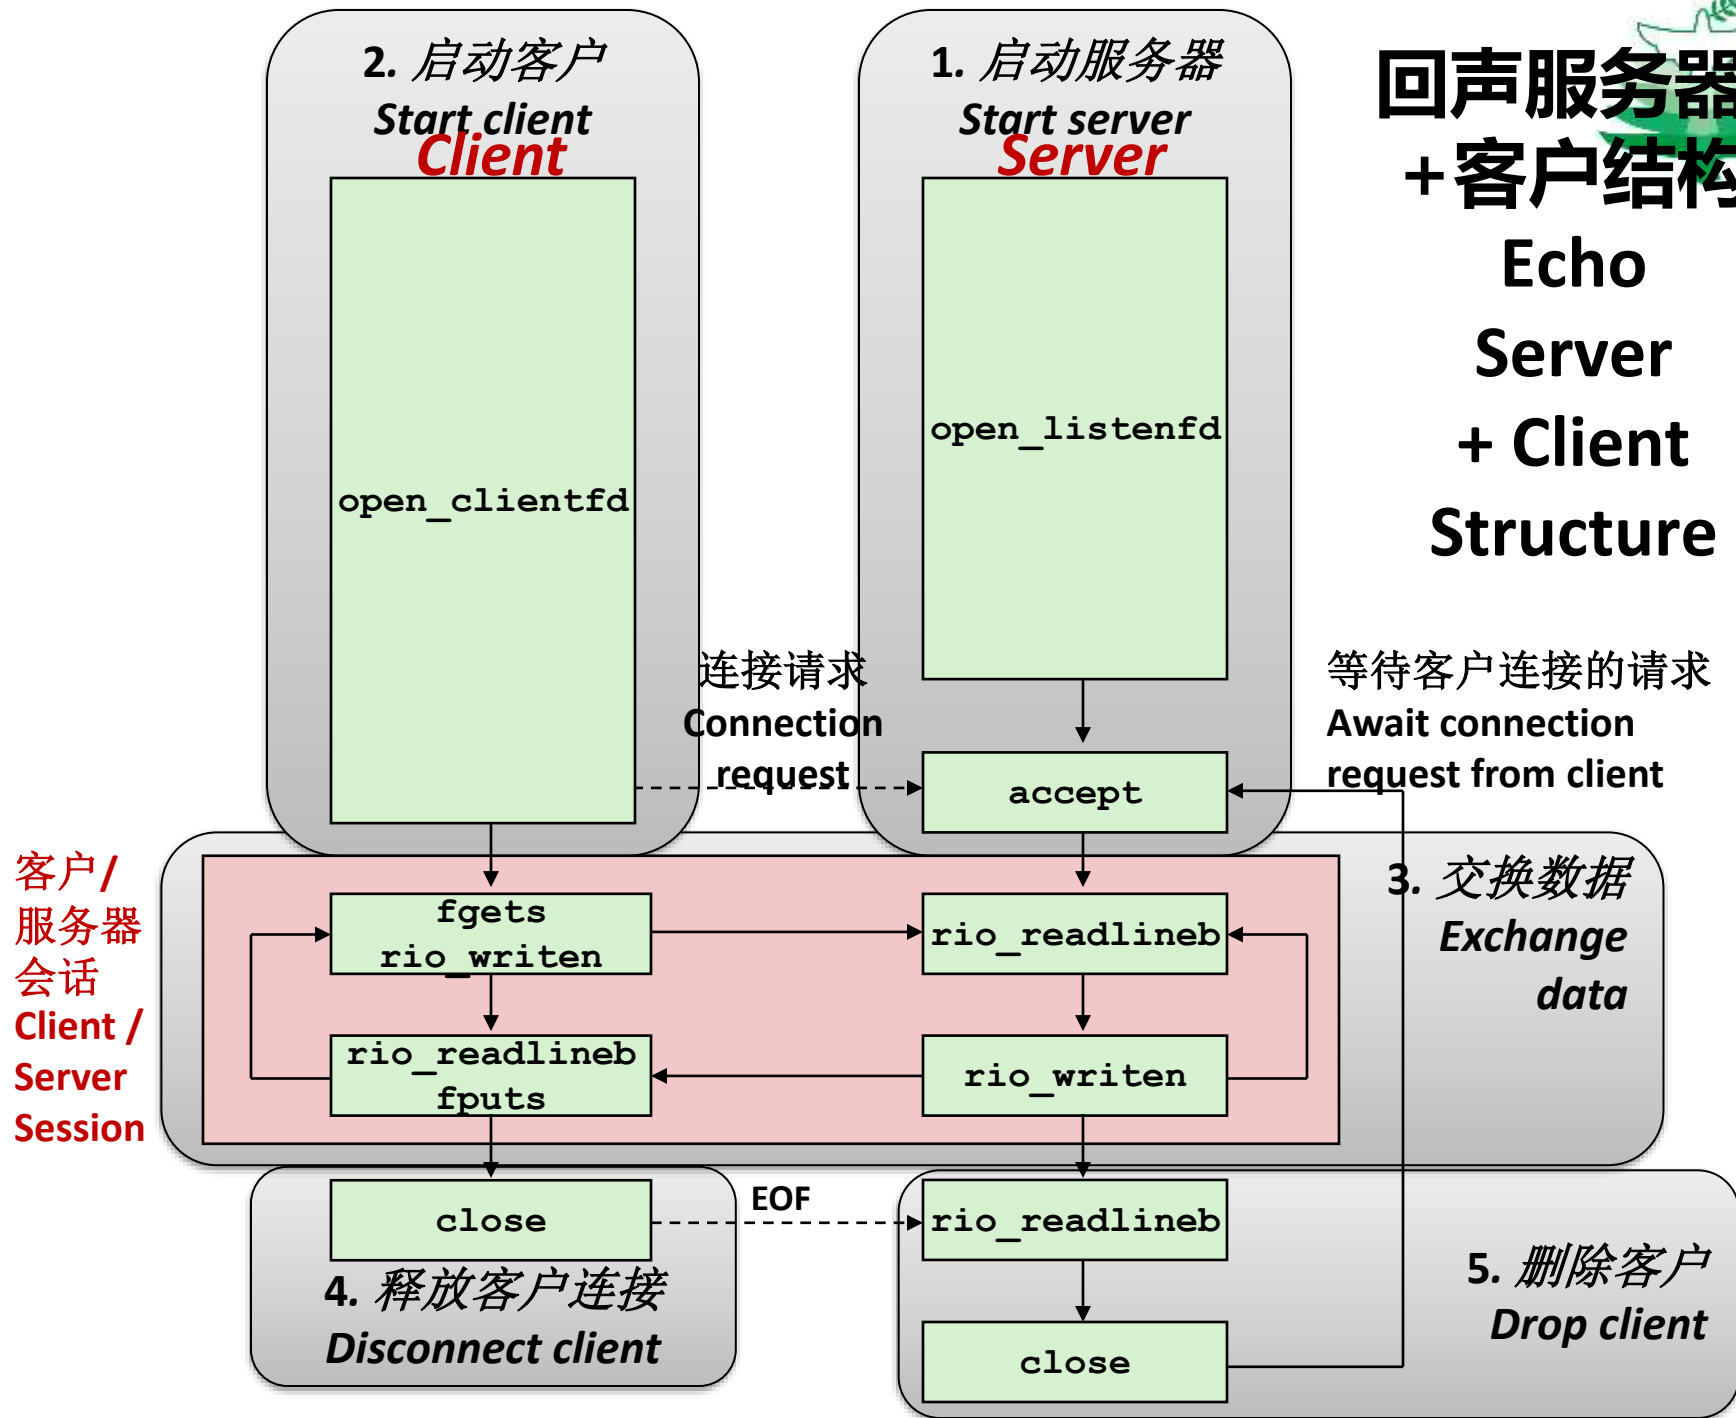 2. 启动客户
Start client
Client
open_clientfd
1. 启动服务器
Start server
Server
open_listenfd
回声服务器
+客户结构
Echo
Server
+ Client
Structure
连接请求
Connection
request
accept
等待客户连接的请求
Await connection
request from client
客户/
服务器
会话
Client /
Server
Session
fgets
rio_writen
rio_readlineb
rio_readlineb
fputs
rio_writen
3. 交换数据
Exchange
data
close
4. 释放客户连接
Disconnect client
EOF
rio_readlineb
close
5. 删除客户
Drop client